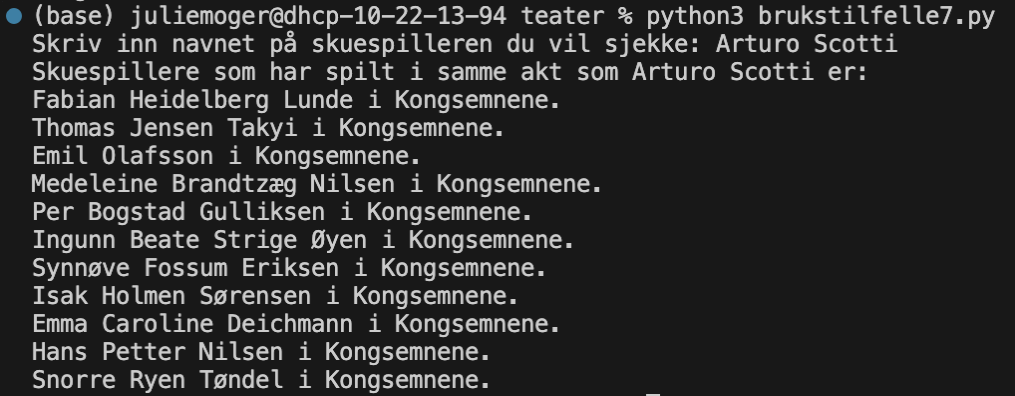 (base) juliemoger@dhcp-10-22-13-94 teater % python3 brukstilfelle7.py
Skriv inn navnet på skuespilleren du vil sjekke: Arturo Scotti
Skuespillere som har spilt i samme akt som Arturo Scotti er:
Fabian Heidelberg Lunde i Kongsemnene.
Thomas Jensen Takyi i Kongsemnene.
Emil Olafsson i Kongsemnene.
Medeleine Brandtzæg Nilsen i Kongsemnene.
Per Bogstad Gulliksen i Kongsemnene.
Ingunn Beate Strige Øyen i Kongsemnene.
Synnøve Fossum Eriksen i Kongsemnene.
Isak Holmen Sørensen i Kongsemnene.
Emma Caroline Deichmann i Kongsemnene.
Hans Petter Nilsen i Kongsemnene.
Snorre Ryen Tøndel i Kongsemnene.